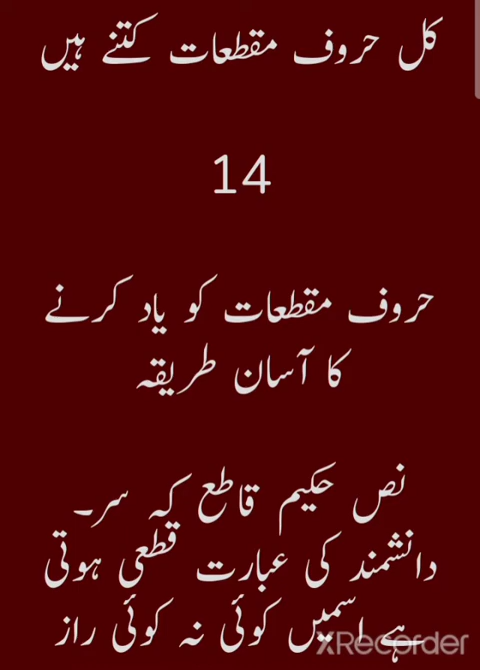 کل حروف مقطعات کتنے ہیں
14
حروف مقطعات کو یاد کرنے
کا آسان طریقہ
نص حکیم قاطع کہ سر۔
دانشمند کی عبارت قطعی ہوتی
ہے اسمیں کوئی نہ کوئی راز
XRecorder